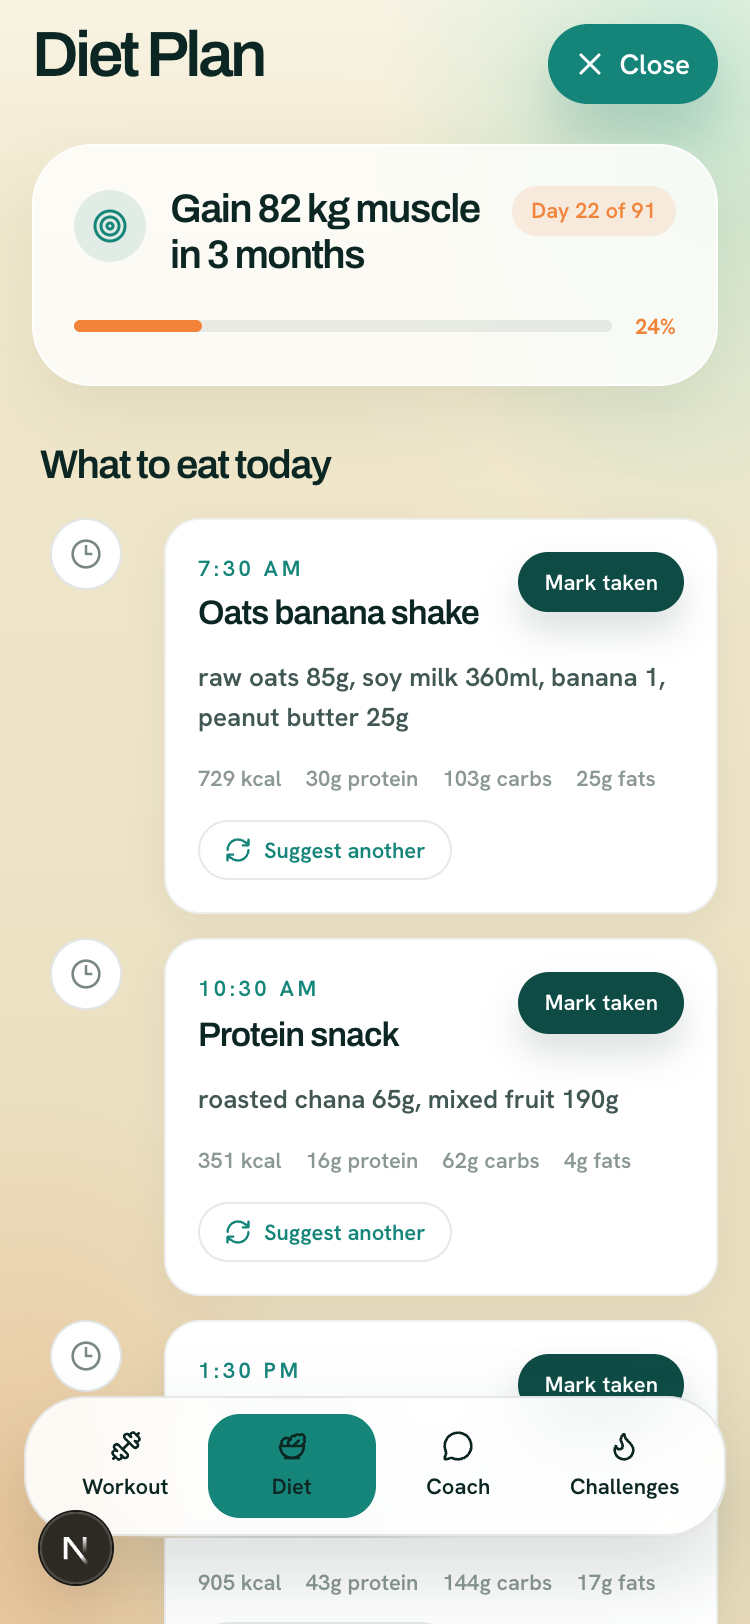 Diet Plan
Close
Gain 82 kg muscle
in 3 months
Day 22 of 91
24%
What to eat today
7:30 AM
Mark taken
Oats banana shake
raw oats 85g, soy milk 360ml, banana 1,
peanut butter 25g
729 kcal 30g protein 103g carbs 25g fats
Suggest another
10:30 AM
Mark taken
Protein snack
roasted chana 65g, mixed fruit 190g
351 kcal 16g protein 62g carbs 4g fats
Suggest another
1:30 PM
Mark taken
Workout
Diet
Coach
Challenges
N
905 kcal 43g protein 144g carbs 17g fats